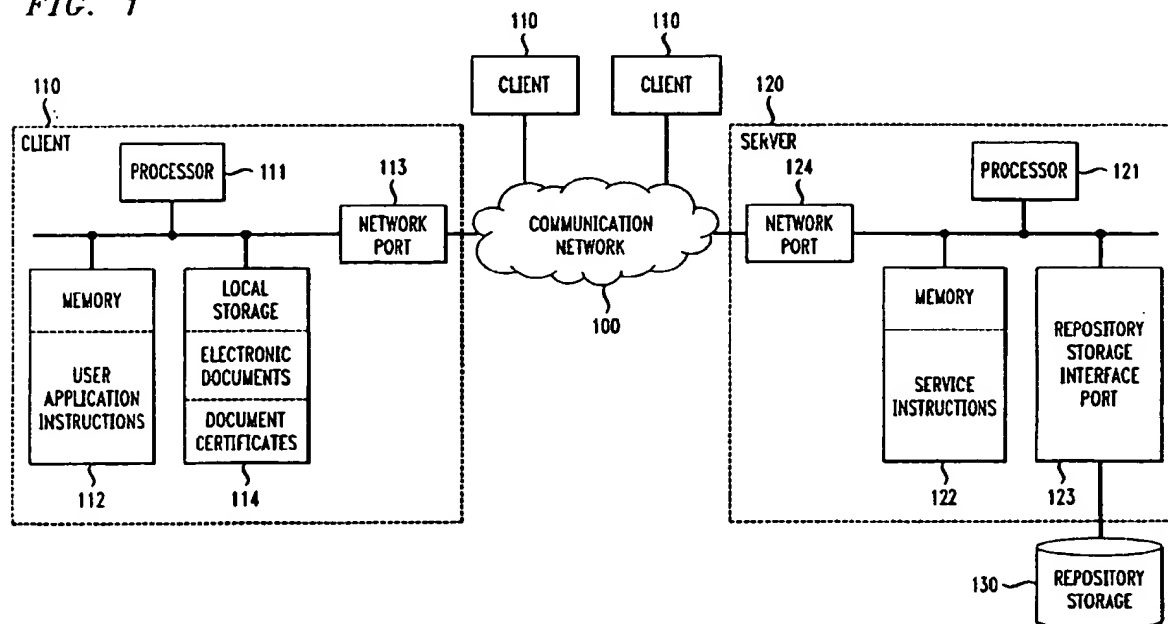 FIG. 1
110
110
CLIENT
CLIENT
110
CLIENT
PROCESSOR
111
113
NETWORK
PORT
MEMORY
USER
APPLICATION
INSTRUCTIONS
112
LOCAL
STORAGE
ELECTRONIC
DOCUMENTS
DOCUMENT
CERTIFICATES
114
COMMUNICATION
NETWORK
100
120
SERVER
124
NETWORK
PORT
PROCESSOR
121
MEMORY
SERVICE
INSTRUCTIONS
122
REPOSITORY
STORAGE
INTERFACE
PORT
123
130
REPOSITORY
STORAGE